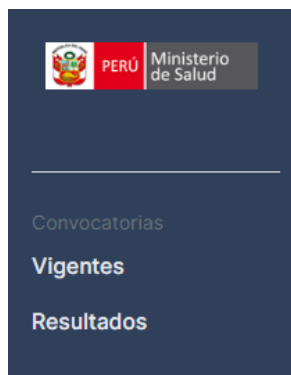 PERÚ
Ministerio
de Salud
Convocatorias
Vigentes
Resultados